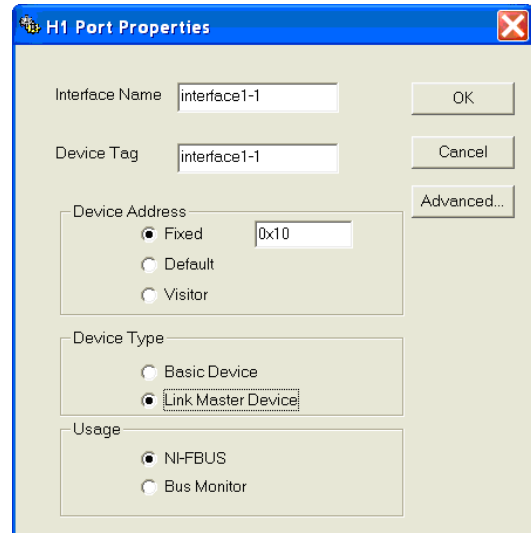 H1 Port Properties
Interface Name interface1-1 OK
Device Tag interface1-1 Cancel
Advanced...
Device Address
Fixed 0x10
Default
Visitor
Device Type
Basic Device
Link Master Device
Usage
NI-FBUS
Bus Monitor